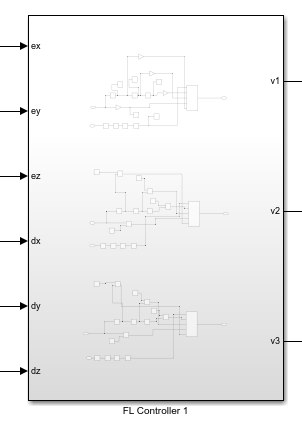 ex
v1
ey
ez
v2
dx
dy
v3
dz
FL Controller 1